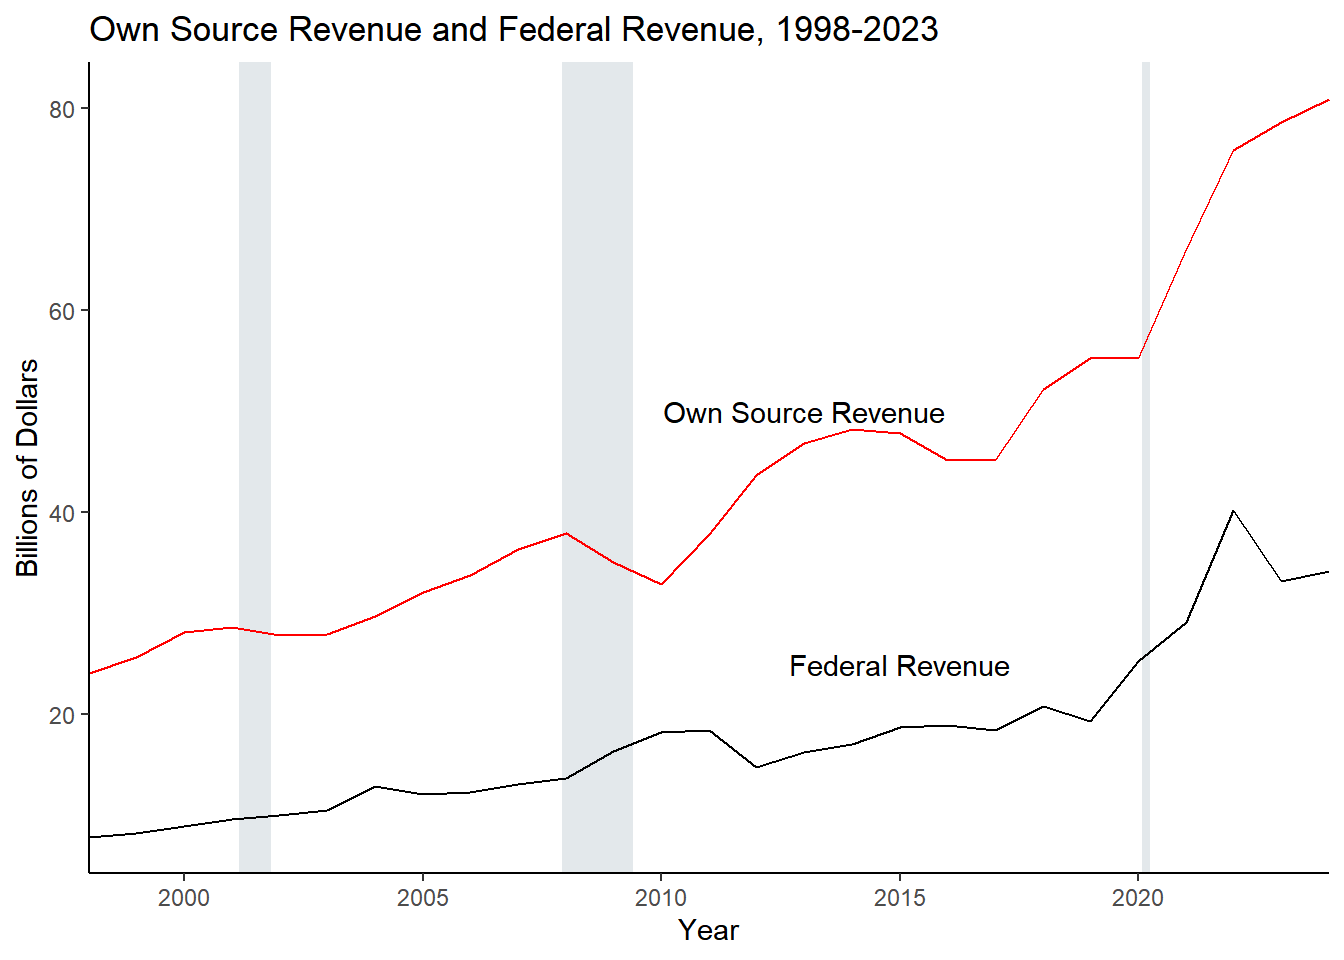 Own Source Revenue and Federal Revenue, 1998-2023
80
60
40
20
Billions of Dollars
Own Source Revenue
Federal Revenue
2000 2005 2010 2015 2020
Year